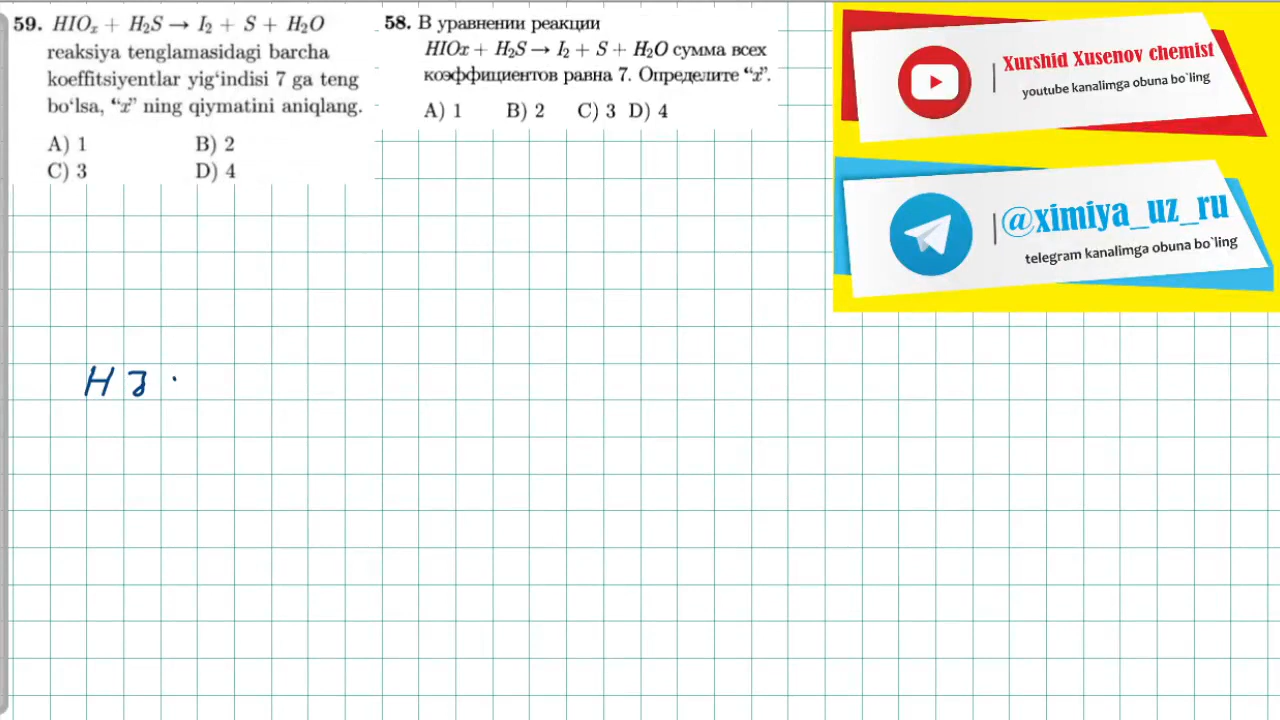 59. HIOₓ + H₂S → I₂ + S + H₂O
reaksiya tenglamasidagi barcha
koeffitsiyentlar yig‘indisi 7 ga teng
bo‘lsa, “x” ning qiymatini aniqlang.
A) 1 B) 2
C) 3 D) 4
58. В уравнении реакции
HIOx + H₂S → I₂ + S + H₂O сумма всех
коэффициентов равна 7. Определите “x”.
A) 1 B) 2 C) 3 D) 4
Xurshid Xusenov chemist
youtube kanalimga obuna bo`ling
@ximiya_uz_ru
telegram kanalimga obuna bo`ling
H J